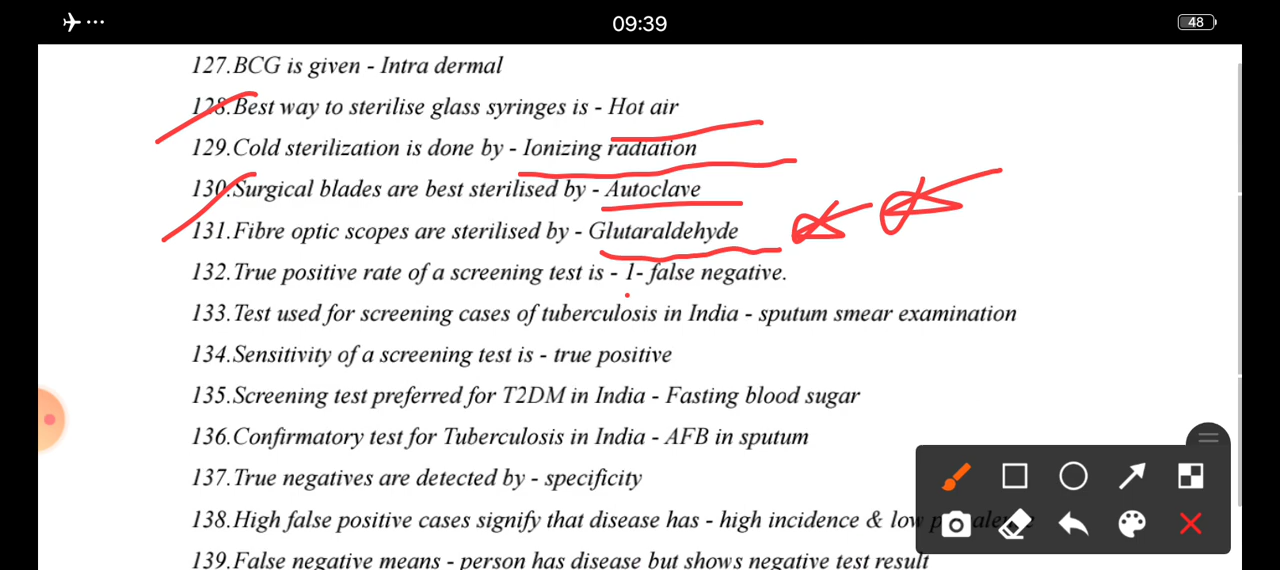 09:39
48
127.BCG is given - Intra dermal
128.Best way to sterilise glass syringes is - Hot air
129.Cold sterilization is done by - Ionizing radiation
130.Surgical blades are best sterilised by - Autoclave
131.Fibre optic scopes are sterilised by - Glutaraldehyde
132.True positive rate of a screening test is - 1- false negative.
133.Test used for screening cases of tuberculosis in India - sputum smear examination
134.Sensitivity of a screening test is - true positive
135.Screening test preferred for T2DM in India - Fasting blood sugar
136.Confirmatory test for Tuberculosis in India - AFB in sputum
137.True negatives are detected by - specificity
138.High false positive cases signify that disease has - high incidence & low
139.False negative means - person has disease but shows negative test result